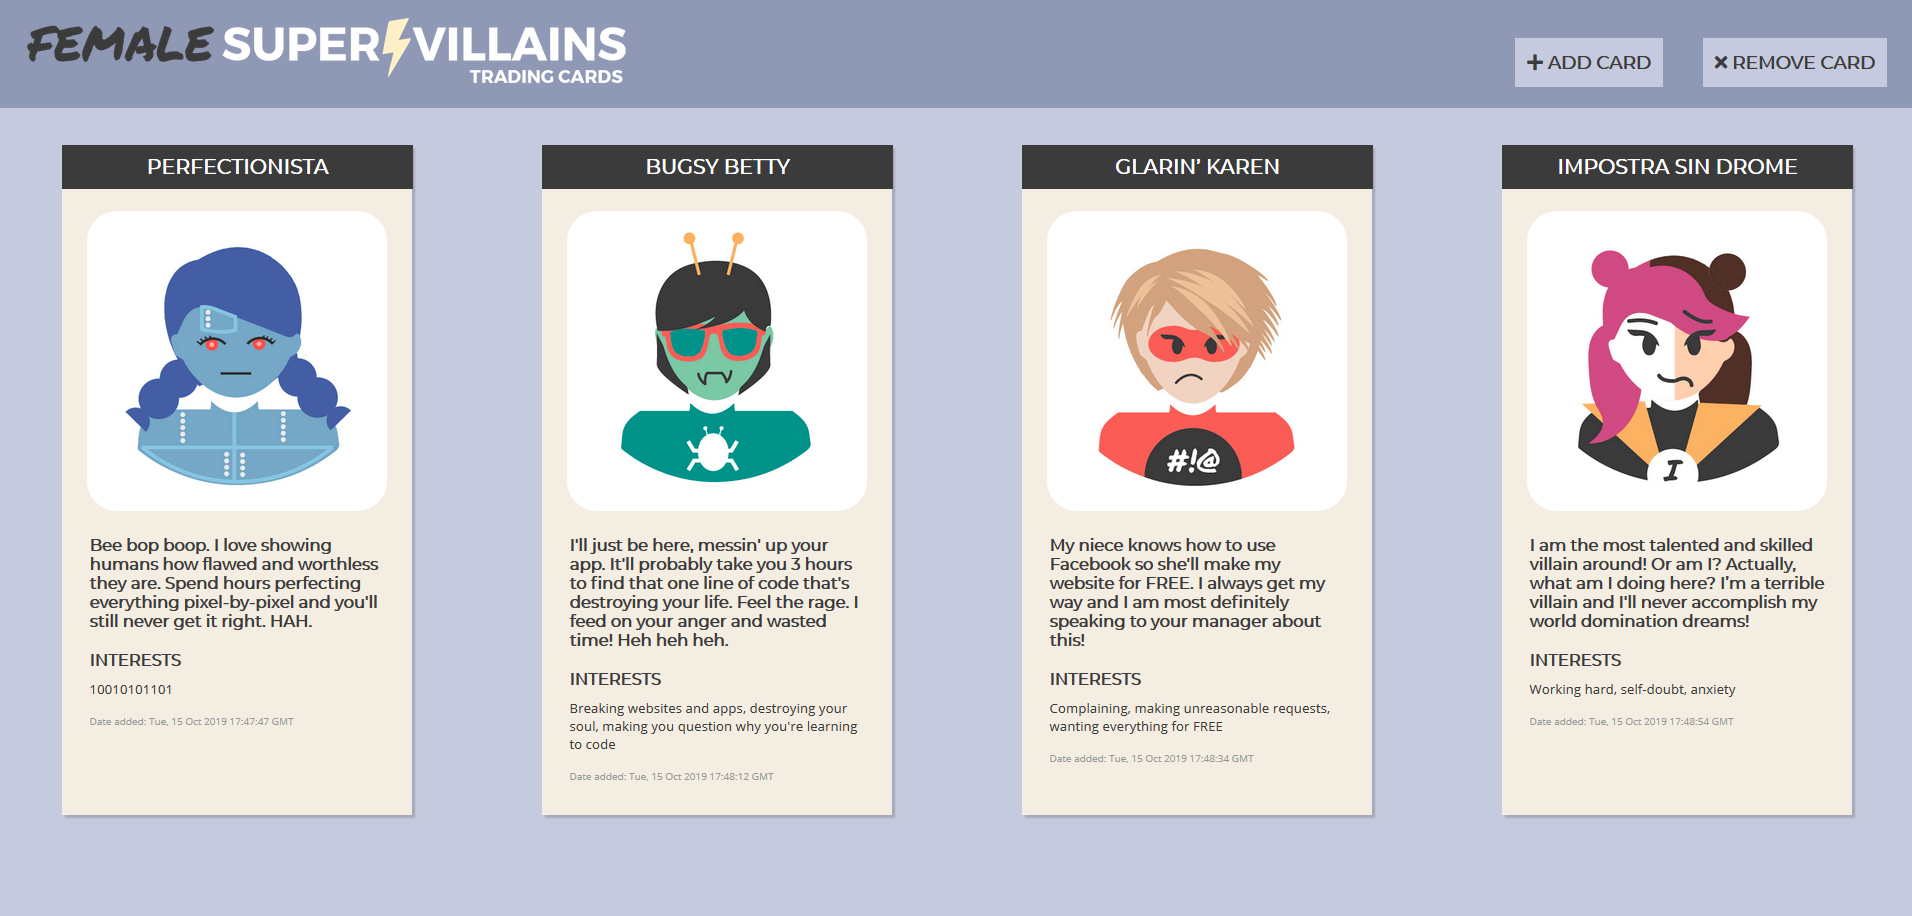 FEMALE SUPER VILLAINS
TRADING CARDS
ADD CARD
REMOVE CARD
PERFECTIONISTA
Bee bop boop. I love showing
humans how flawed and worthless
they are. Spend hours perfecting
everything pixel-by-pixel and you'll
still never get it right. HAH.
INTERESTS
10010101101
Date added: Tue, 15 Oct 2019 17:47:47 GMT
BUGSY BETTY
I'll just be here, messin' up your
app. It'll probably take you 3 hours
to find that one line of code that's
destroying your life. Feel the rage. I
feed on your anger and wasted
time! Heh heh heh.
INTERESTS
Breaking websites and apps, destroying your
soul, making you question why you're learning
to code
Date added: Tue, 15 Oct 2019 17:48:12 GMT
GLARIN’ KAREN
#!@
My niece knows how to use
Facebook so she'll make my
website for FREE. I always get my
way and I am most definitely
speaking to your manager about
this!
INTERESTS
Complaining, making unreasonable requests,
wanting everything for FREE
Date added: Tue, 15 Oct 2019 17:48:34 GMT
IMPOSTRA SIN DROME
I
I am the most talented and skilled
villain around! Or am I? Actually,
what am I doing here? I’m a terrible
villain and I'll never accomplish my
world domination dreams!
INTERESTS
Working hard, self-doubt, anxiety
Date added: Tue, 15 Oct 2019 17:48:54 GMT